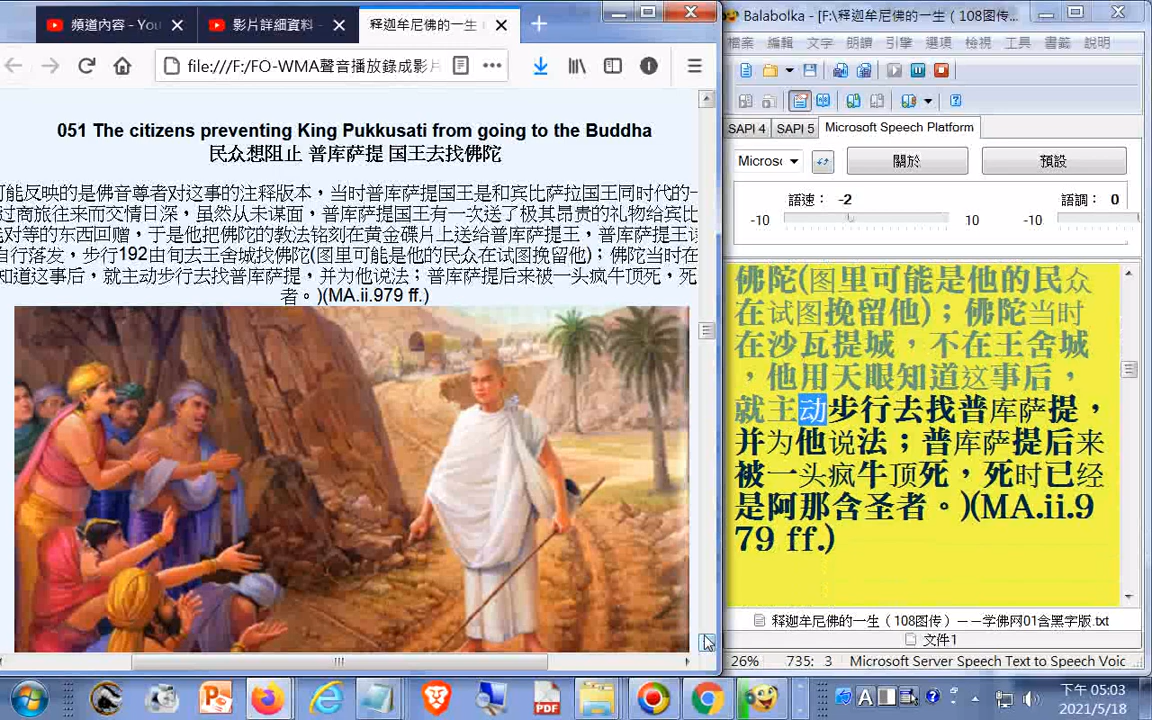 頻道内容 - You
影片詳細資料 -
释迦牟尼佛的一生
file:///F:/FO-WMA聲音播放錄成影片
051 The citizens preventing King Pukkusati from going to the Buddha
民众想阻止 普库萨提 国王去找佛陀
可能反映的是佛音尊者对这事的注释版本，当时普库萨提国王是和宾比萨拉国王同时代的一
过商旅往来而交情日深，虽然从未谋面，普库萨提国王有一次送了极其昂贵的礼物给宾比
能对等的东西回赠，于是他把佛陀的教法铭刻在黄金碟片上送给普库萨提王，普库萨提王读
自行落发，步行192由旬去王舍城找佛陀(图里可能是他的民众在试图挽留他)；佛陀当时在
知道这事后，就主动步行去找普库萨提，并为他说法；普库萨提后来被一头疯牛顶死，死
者。)(MA.ii.979 ff.)
Balabolka - [F:\释迦牟尼佛的一生（108图传...
檔案 編輯 文字 朗讀 引擎 選項 檢視 工具 書籤 說明
SAPI 4 SAPI 5 Microsoft Speech Platform
Micros 關於 預設
語速： -2 語調： 0
-10 10 -10
佛陀(图里可能是他的民众
在试图挽留他)；佛陀当时
在沙瓦提城，不在王舍城
，他用天眼知道这事后，
就主动步行去找普库萨提，
并为他说法；普库萨提后来
被一头疯牛顶死，死时已经
是阿那含圣者。)(MA.ii.9
79 ff.)
释迦牟尼佛的一生（108图传）——学佛网01含黑字版.txt
文件1
26% 735: 3 Microsoft Server Speech Text to Speech Voic
下午 05:03
2021/5/18